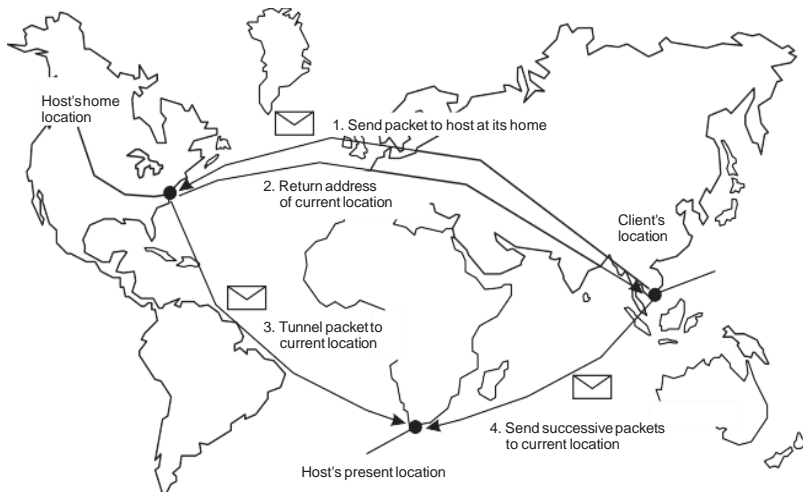 Host's home
location
1. Send packet to host at its home
2. Return address
of current location
Client's
location
3. Tunnel packet to
current location
4. Send successive packets
to current location
Host's present location